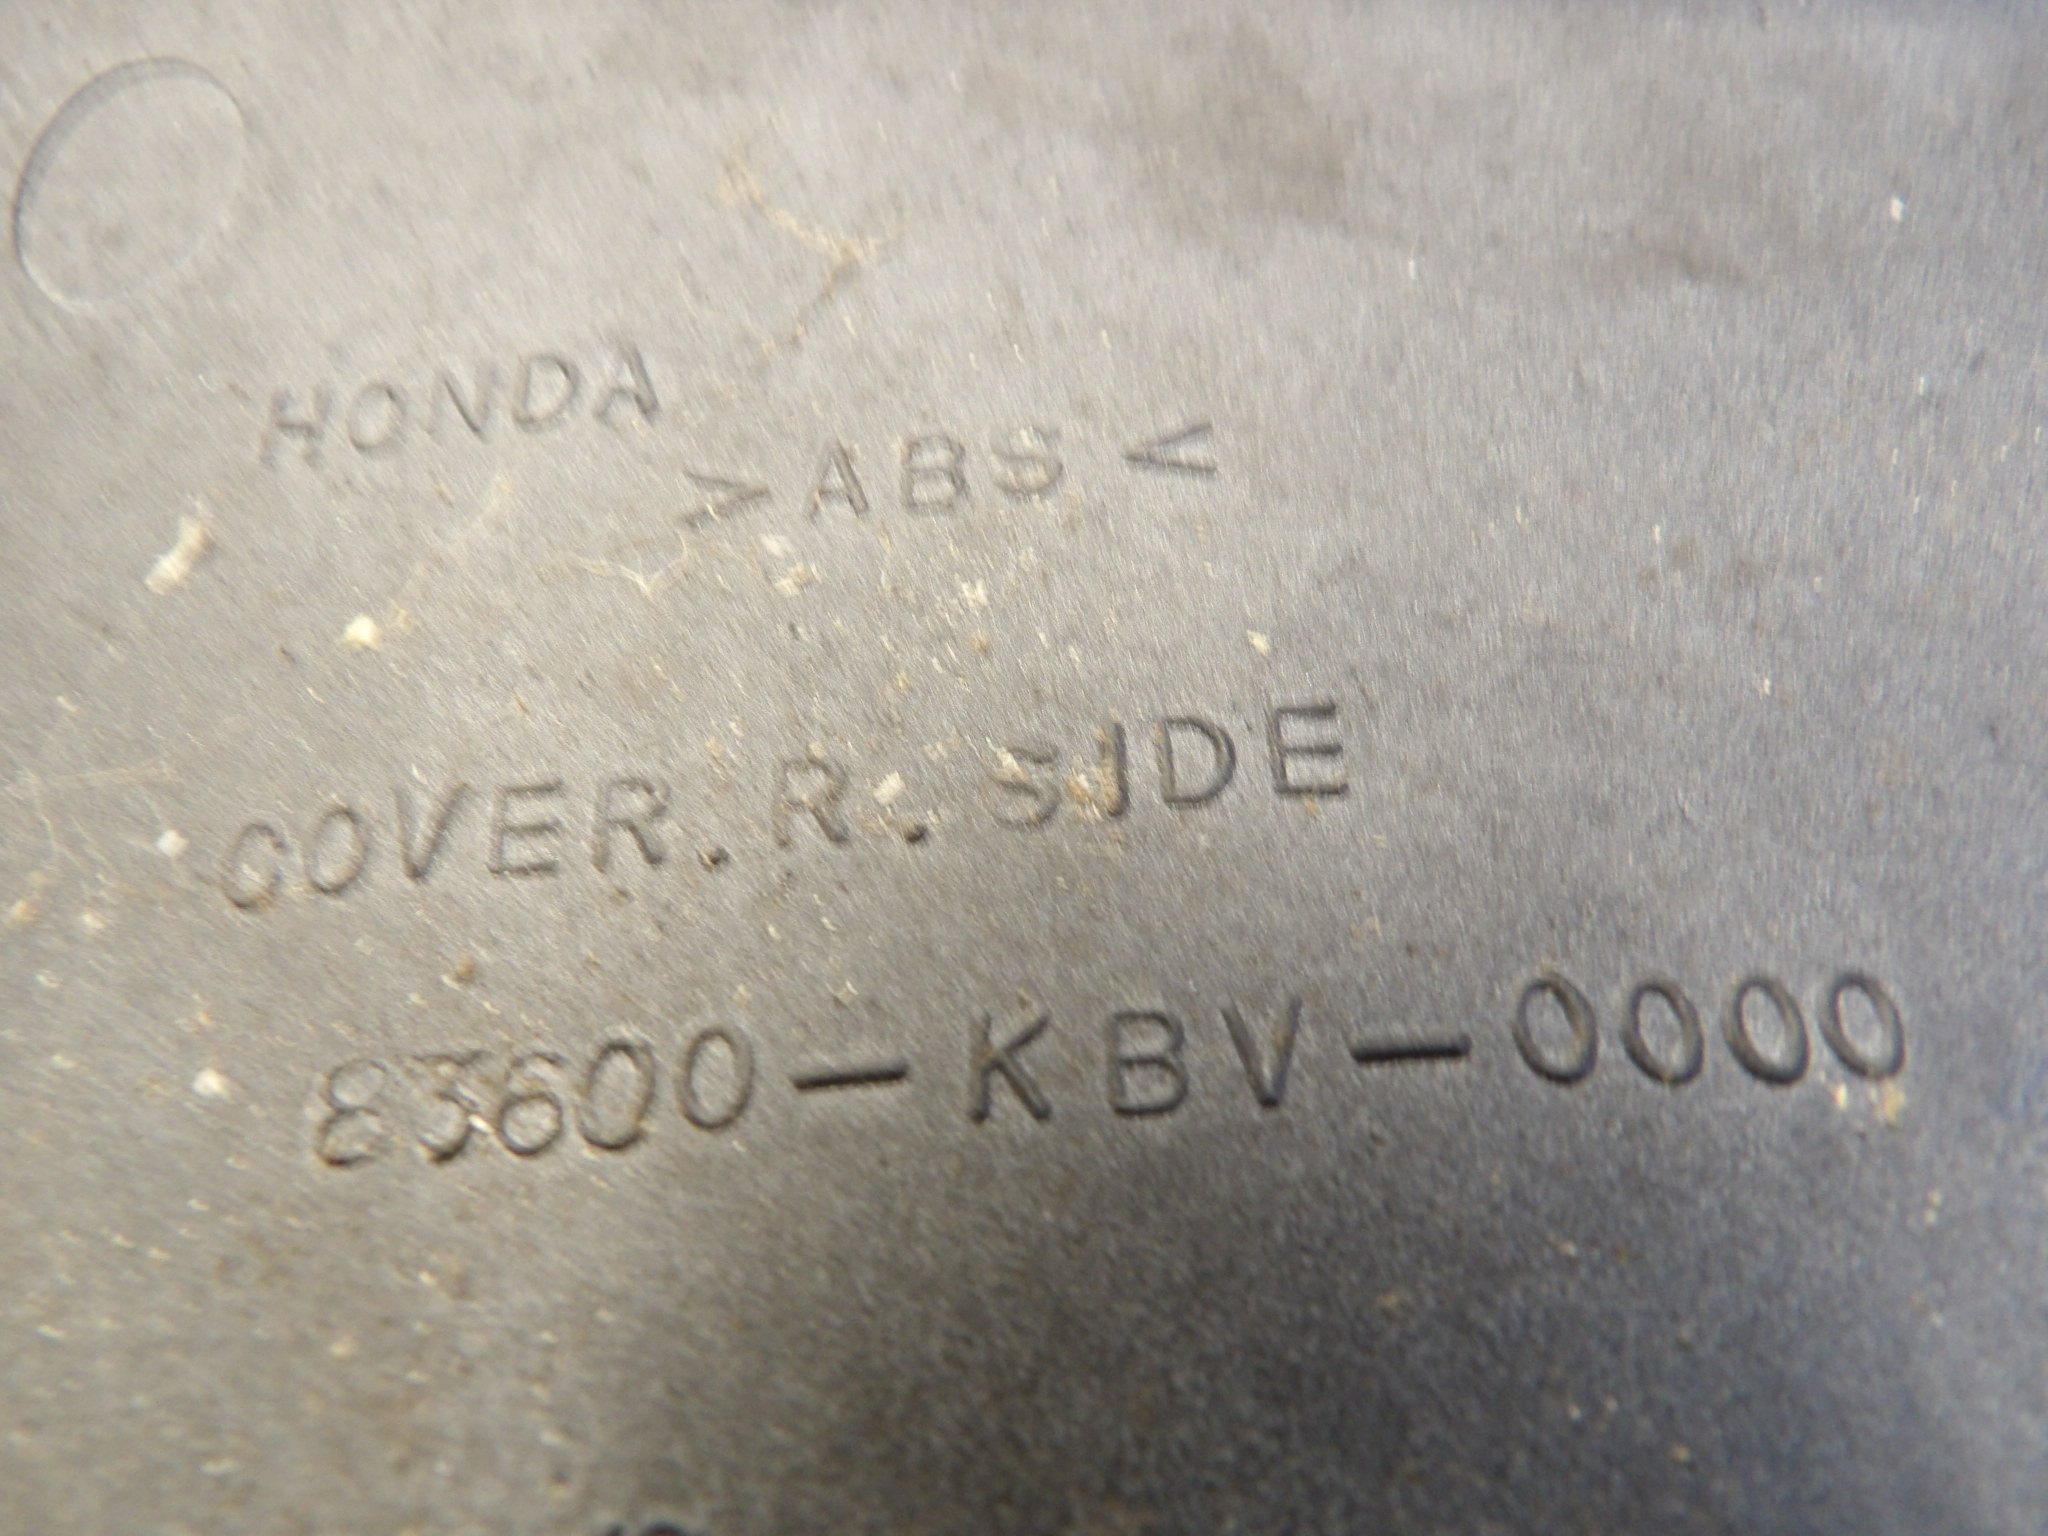 HONDA
>ABS<
COVER.R.SIDE
83600-KBV-0000